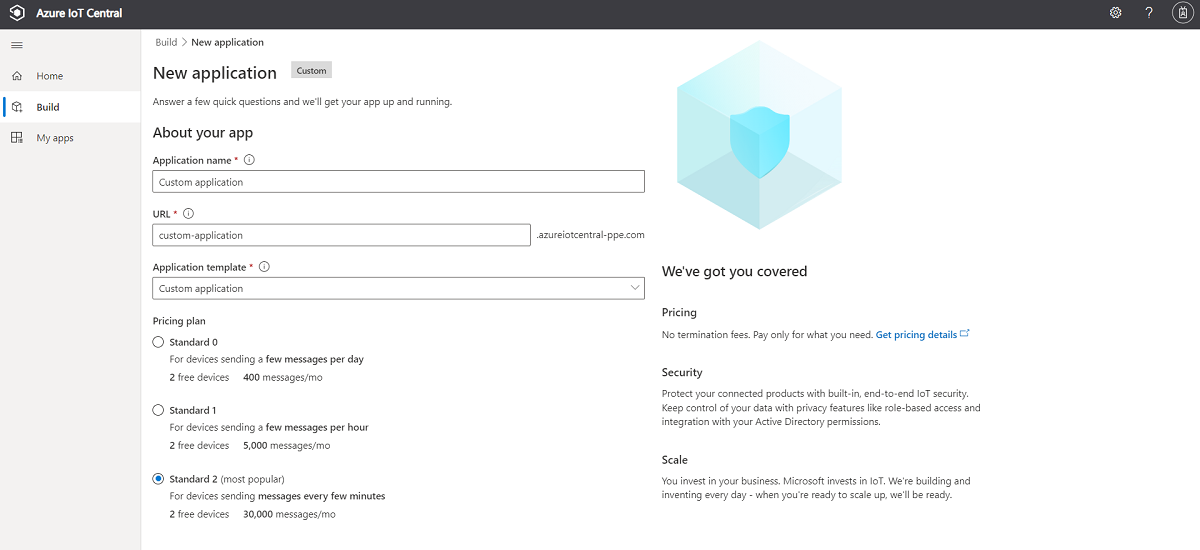 Azure IoT Central
?
Home
Build
My apps
Build > New application
New application Custom
Answer a few quick questions and we'll get your app up and running.
About your app
Application name *
Custom application
URL *
custom-application .azureiotcentral-ppe.com
Application template *
Custom application
Pricing plan
Standard 0
For devices sending a few messages per day
2 free devices 400 messages/mo
Standard 1
For devices sending a few messages per hour
2 free devices 5,000 messages/mo
Standard 2 (most popular)
For devices sending messages every few minutes
2 free devices 30,000 messages/mo
We've got you covered
Pricing
No termination fees. Pay only for what you need. Get pricing details
Security
Protect your connected products with built-in, end-to-end IoT security.
Keep control of your data with privacy features like role-based access and
integration with your Active Directory permissions.
Scale
You invest in your business. Microsoft invests in IoT. We're building and
inventing every day - when you're ready to scale up, we'll be ready.